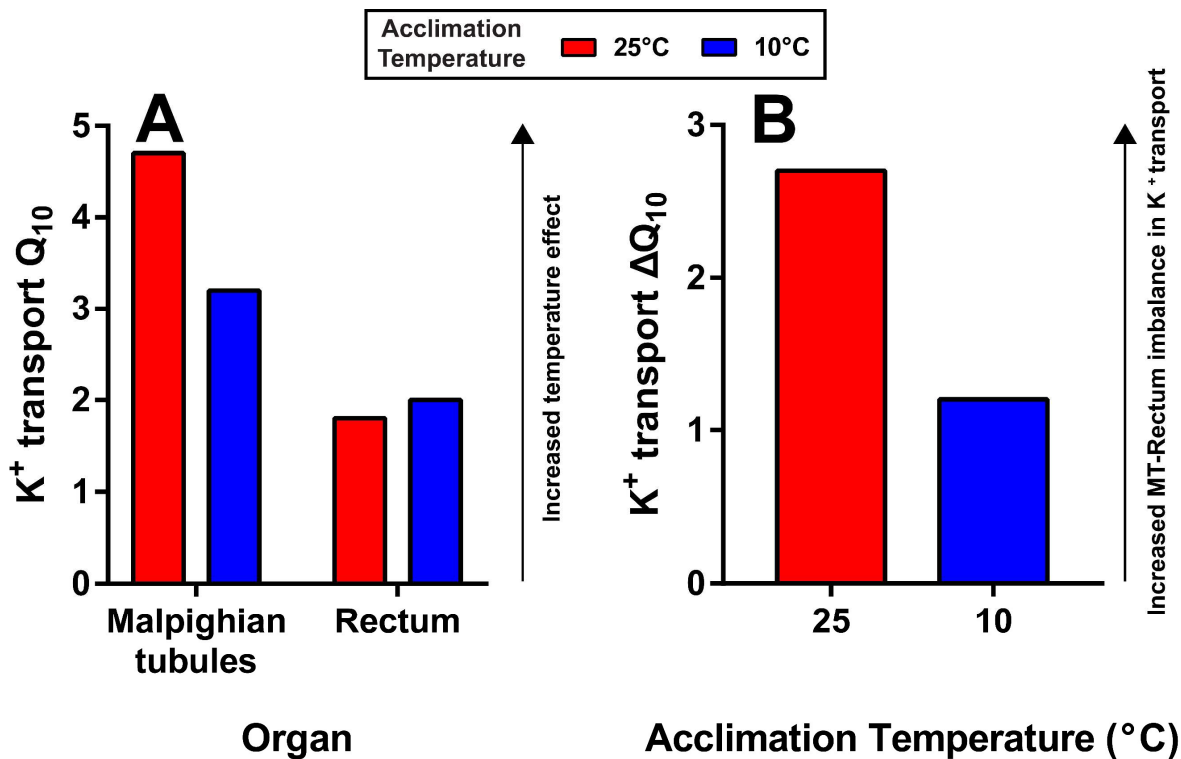 Acclimation
Temperature
25°C
10°C
A
K⁺ transport Q₁₀
5
4
3
2
1
0
Malpighian
tubules
Rectum
Organ
Increased temperature effect
B
K⁺ transport ΔQ₁₀
3
2
1
0
25
10
Acclimation Temperature (°C)
Increased MT-Rectum imbalance in K⁺ transport